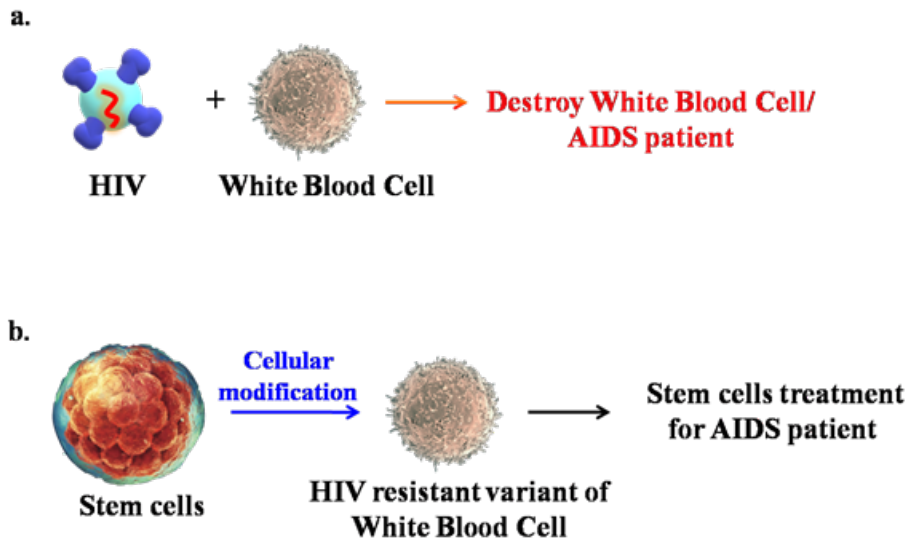 a.
+
Destroy White Blood Cell/
AIDS patient
HIV
White Blood Cell
b.
Cellular
modification
Stem cells treatment
for AIDS patient
Stem cells
HIV resistant variant of
White Blood Cell